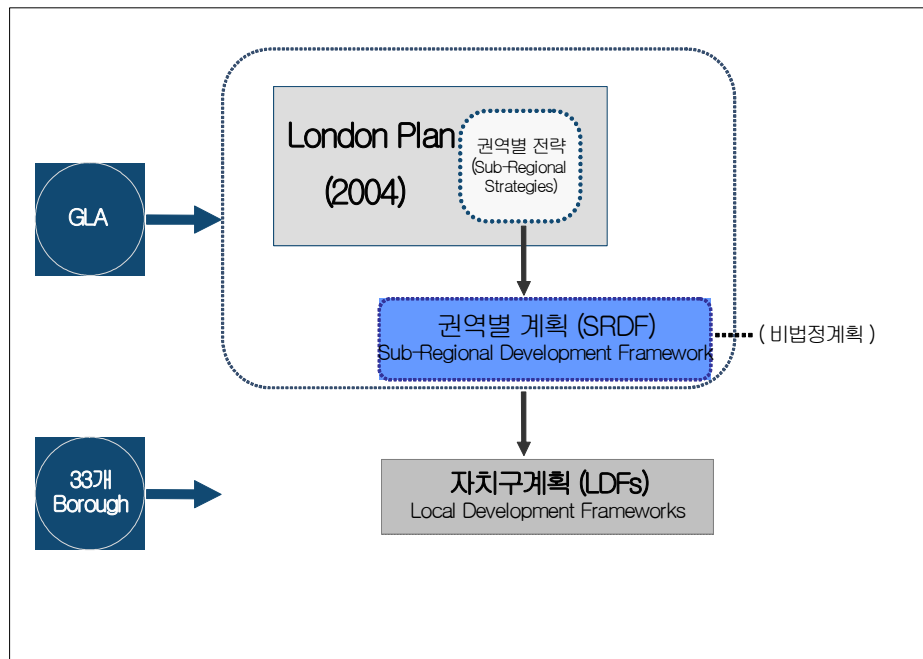 London Plan
(2004)
권역별 전략
(Sub-Regional
Strategies)
GLA
권역별 계획 (SRDF)
Sub-Regional Development Framework
( 비법정계획 )
33개
Borough
자치구계획 (LDFs)
Local Development Frameworks